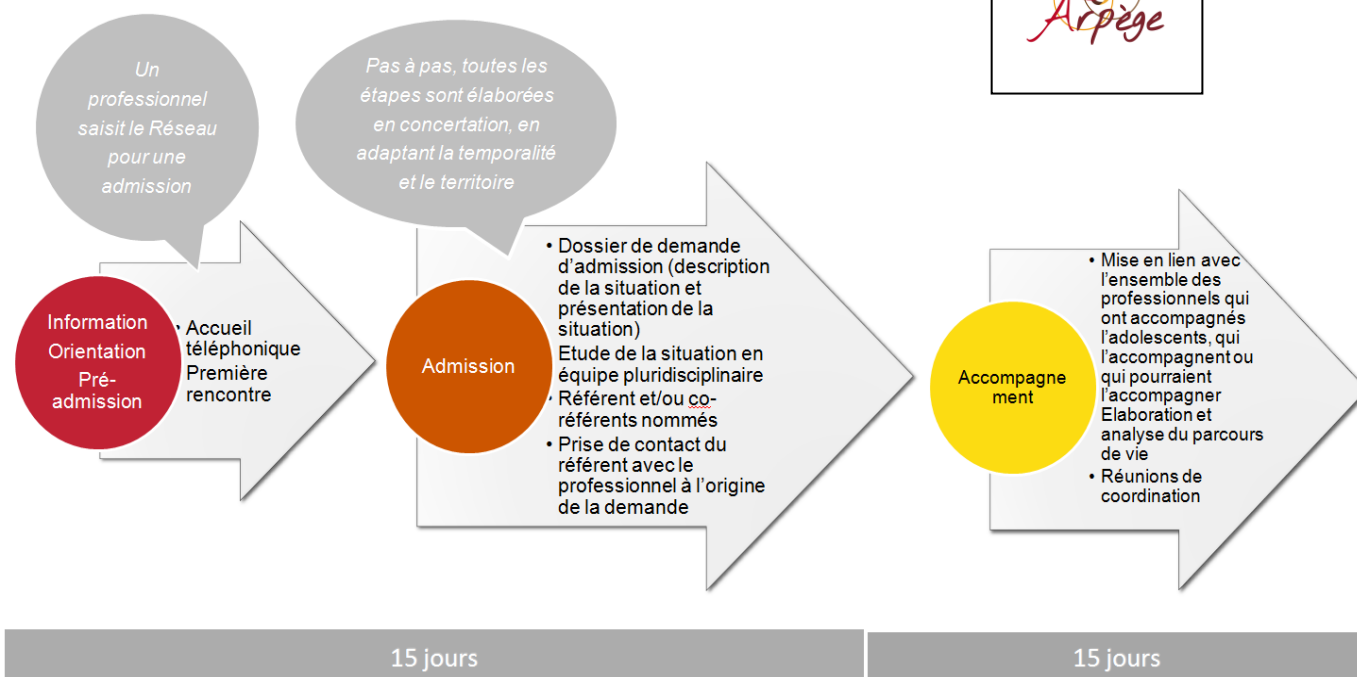 Arpège
Un
professionnel
saisit le Réseau
pour une
admission
Pas à pas, toutes les
étapes sont élaborées
en concertation, en
adaptant la temporalité
et le territoire
Information
Orientation
Pré-
admission
• Accueil
téléphonique
Première
rencontre
Admission
• Dossier de demande
d’admission (description
de la situation et
présentation de la
situation)
Etude de la situation en
équipe pluridisciplinaire
• Référent et/ou co-
référents nommés
• Prise de contact du
référent avec le
professionnel à l’origine
de la demande
Accompagne
ment
• Mise en lien avec
l’ensemble des
professionnels qui
ont accompagnés
l’adolescents, qui
l’accompagnent ou
qui pourraient
l’accompagner
Elaboration et
analyse du parcours
de vie
• Réunions de
coordination
15 jours
15 jours